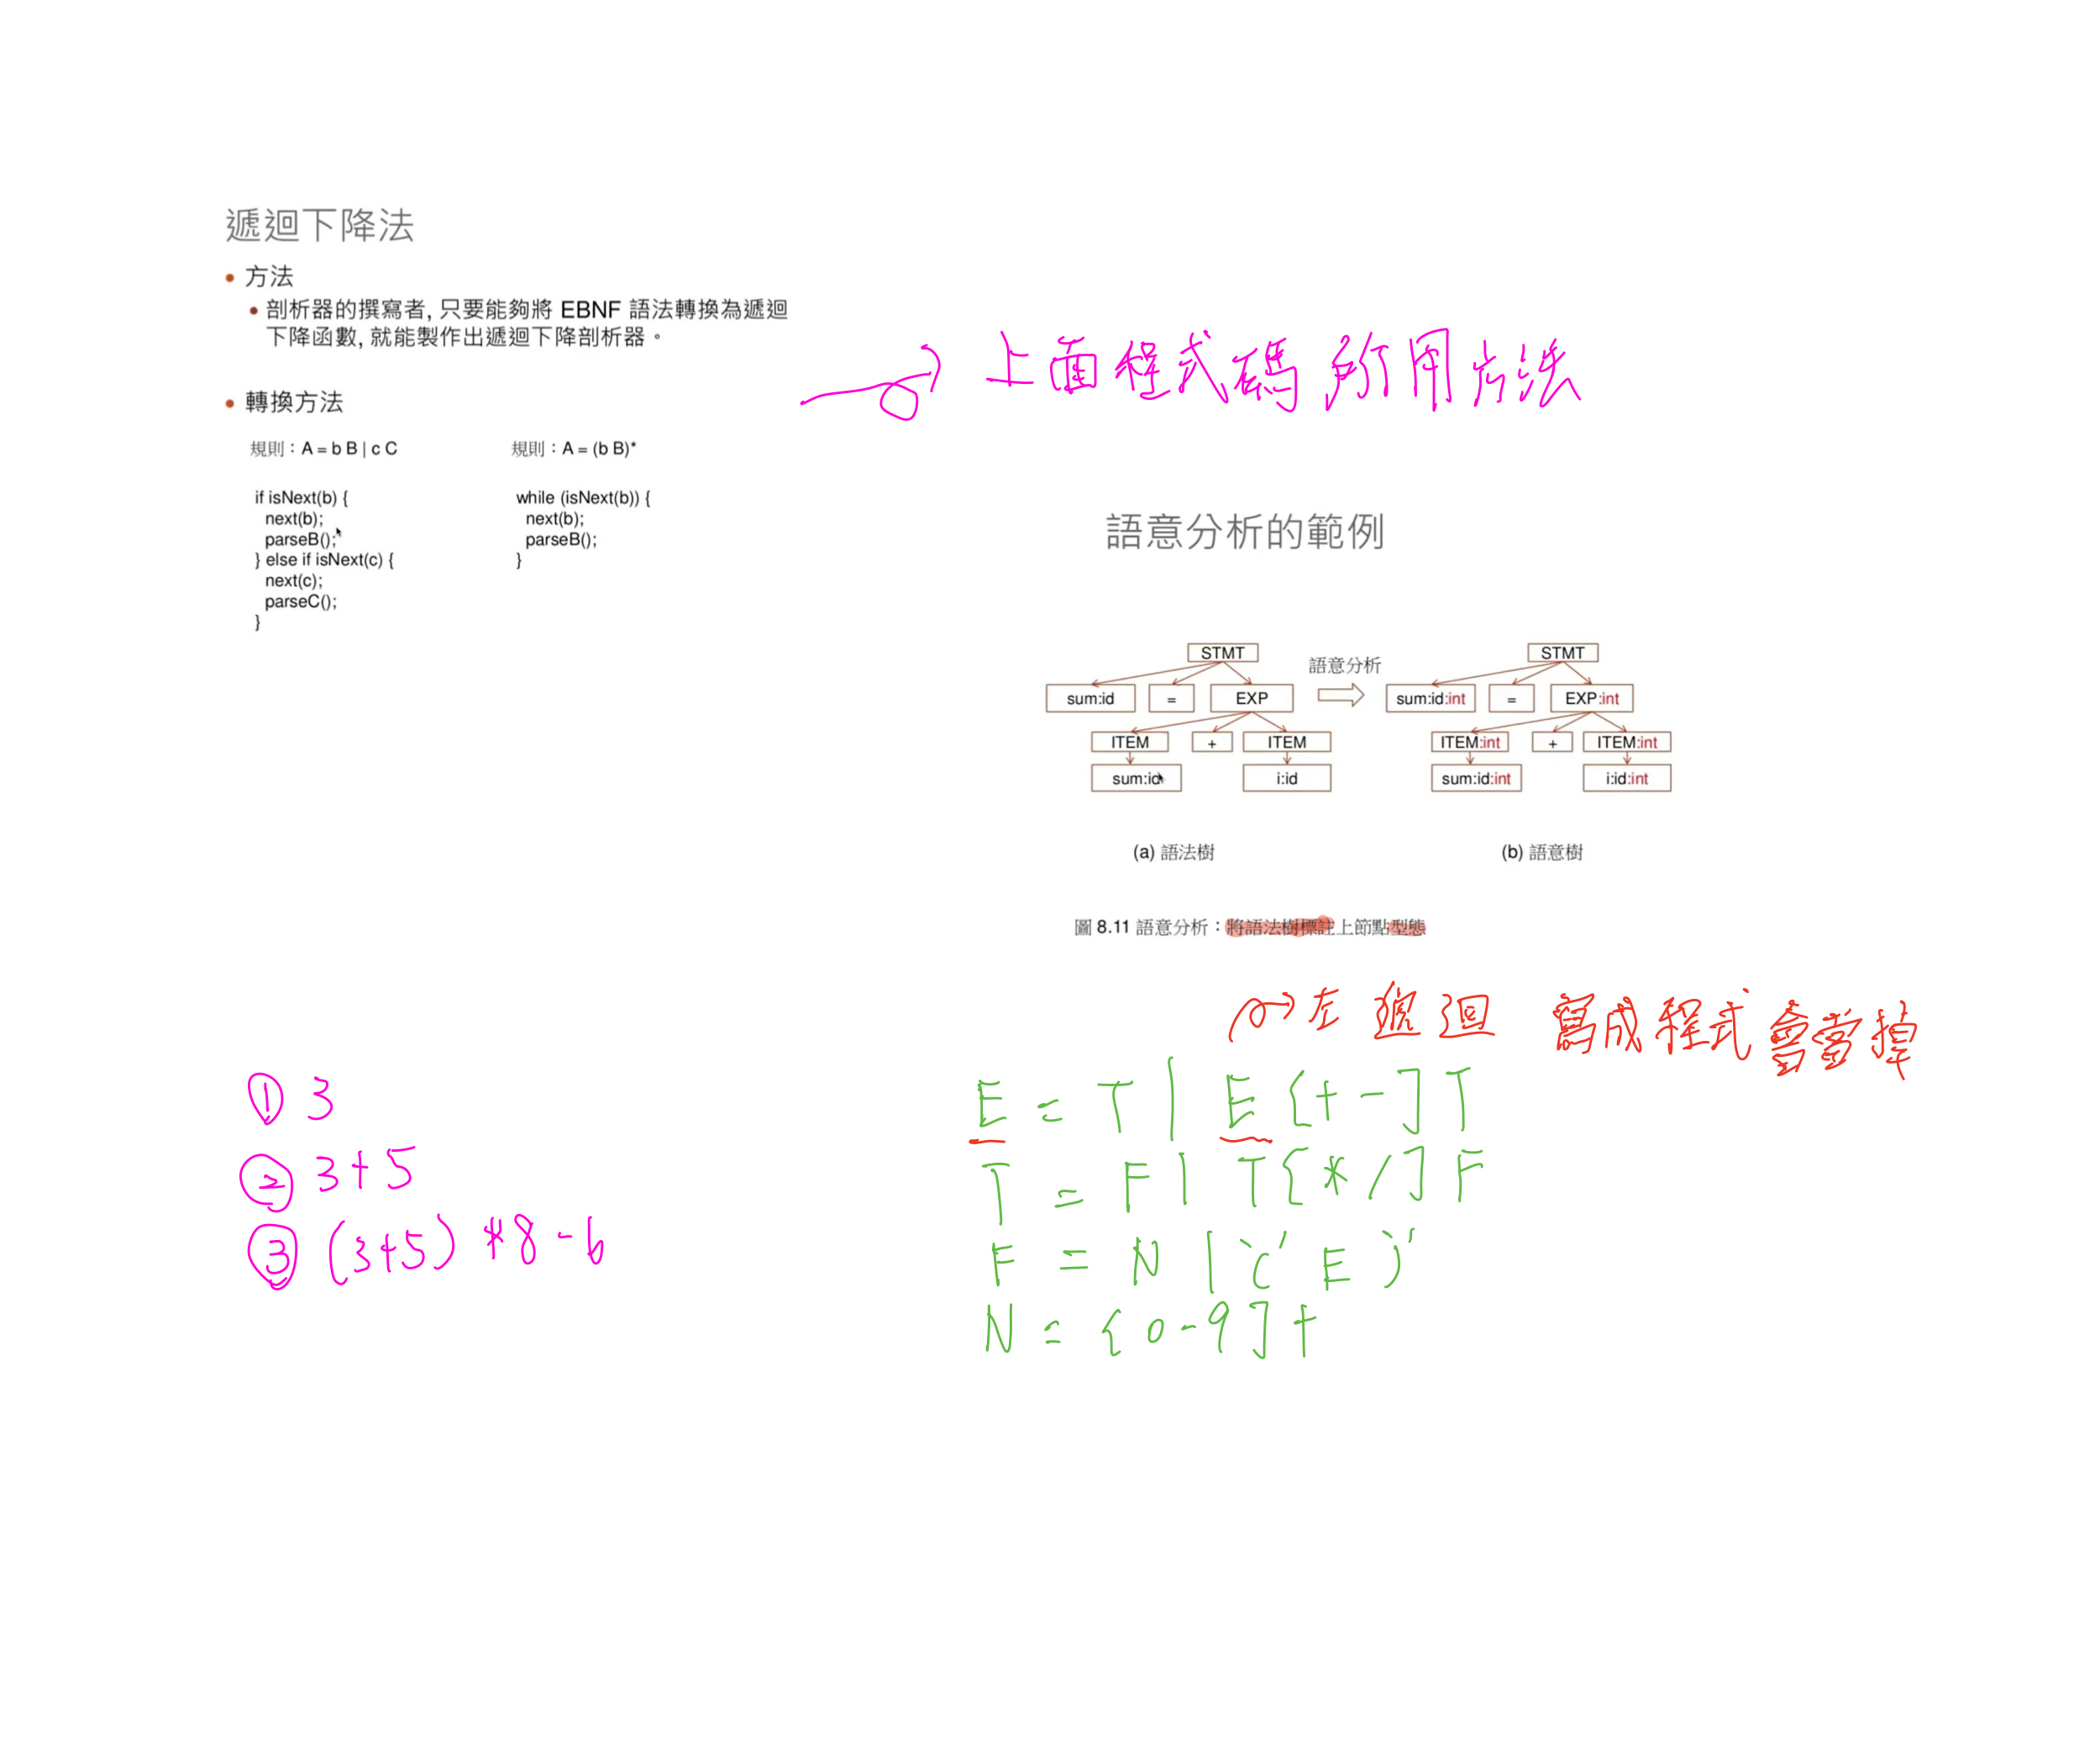 遞迴下降法
• 方法
• 剖析器的撰寫者, 只要能夠將 EBNF 語法轉換為遞迴
下降函數, 就能製作出遞迴下降剖析器。
• 轉換方法
規則：A = b B | c C
if isNext(b) {
next(b);
parseB();
} else if isNext(c) {
next(c);
parseC();
}
規則：A = (b B)*
while (isNext(b)) {
next(b);
parseB();
}
上面程式碼所用方法
語意分析的範例
STMT
sum:id = EXP
ITEM + ITEM
sum:id i:id
(a) 語法樹
語意分析
STMT
sum:id:int = EXP:int
ITEM:int + ITEM:int
sum:id:int i:id:int
(b) 語意樹
圖 8.11 語意分析：將語法樹標註上節點型態
① 3
② 3+5
③ (3+5) *8-6
左遞迴 寫成程式會當掉
E = T | E [+-] T
T = F | T [*/] F
F = N | '(' E ')'
N = [0-9]+